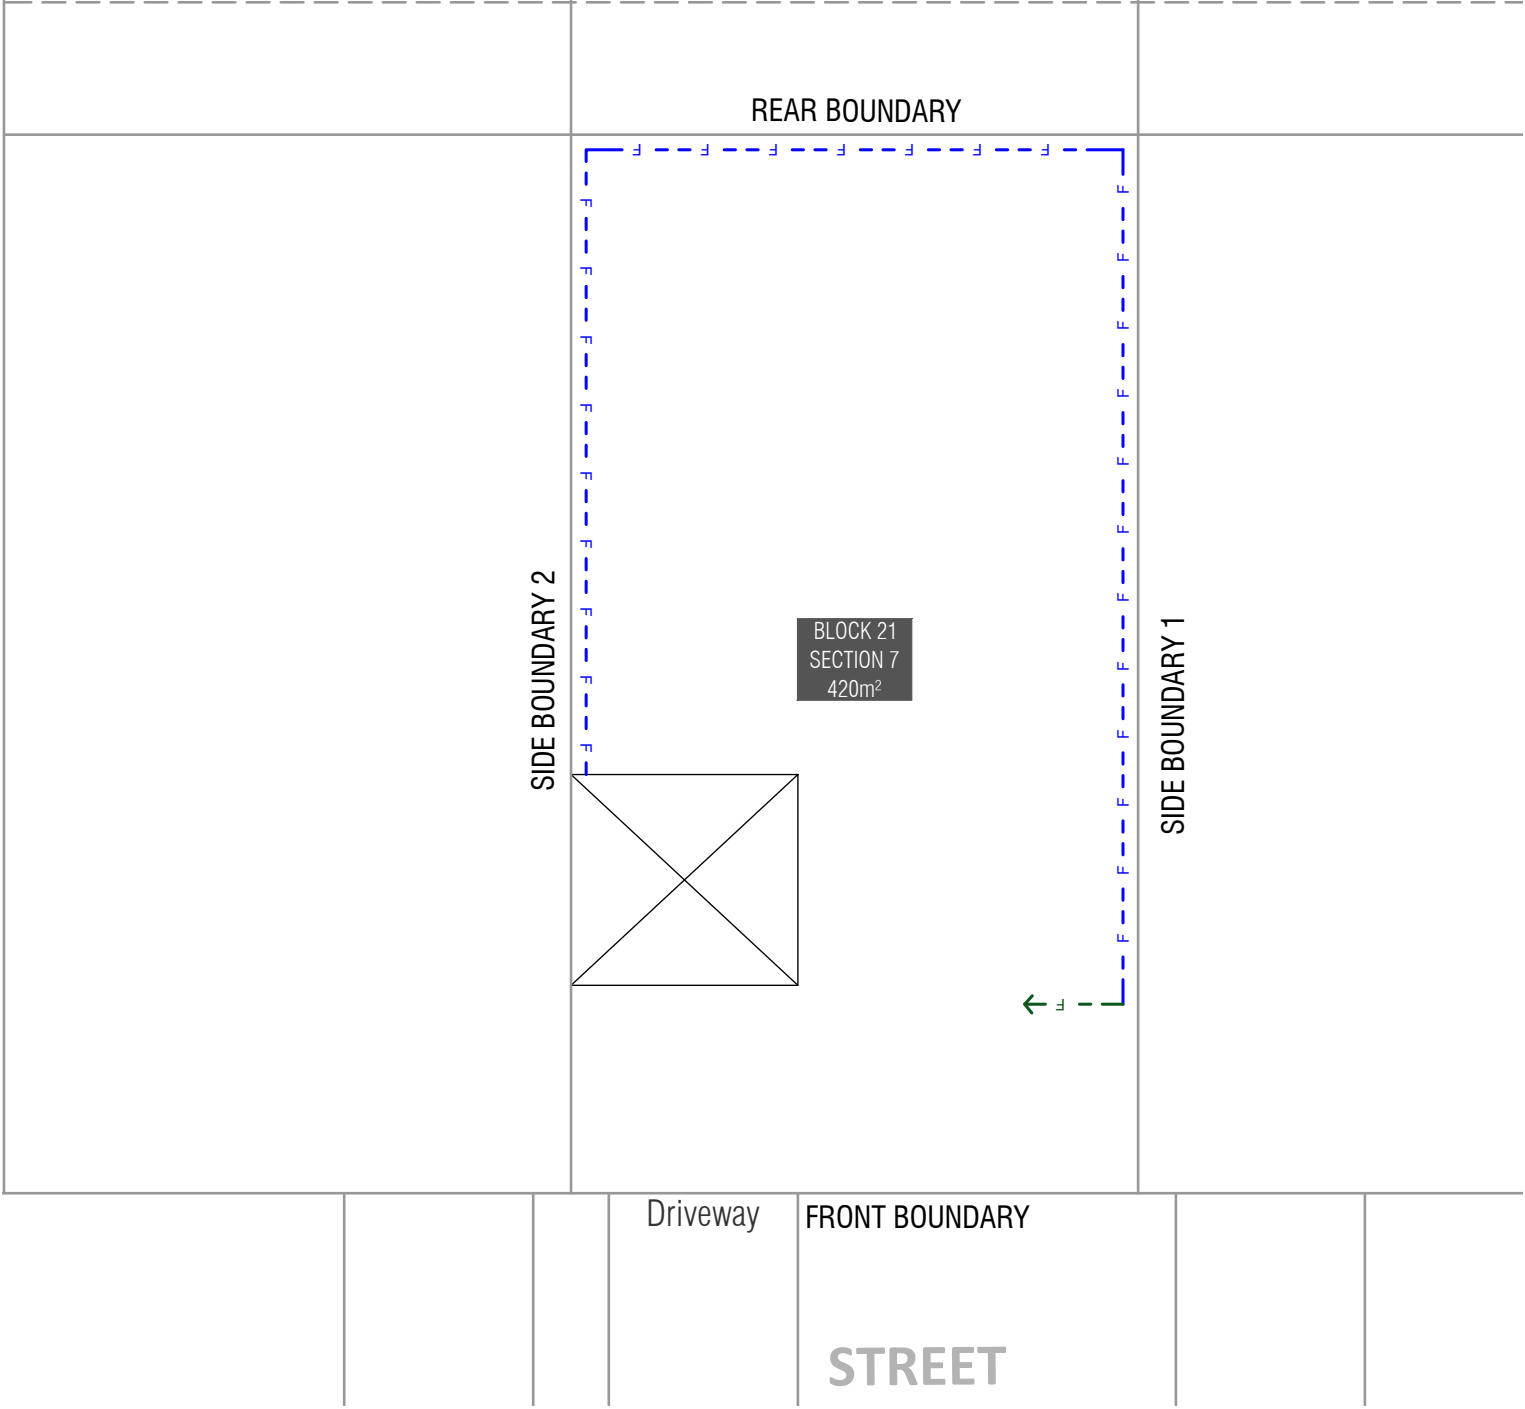 REAR BOUNDARY
F F F F F F F
F F F F F F F F F
F F F F F F F F F F F F
SIDE BOUNDARY 2
BLOCK 21
SECTION 7
420m²
SIDE BOUNDARY 1
F
Driveway
FRONT BOUNDARY
STREET